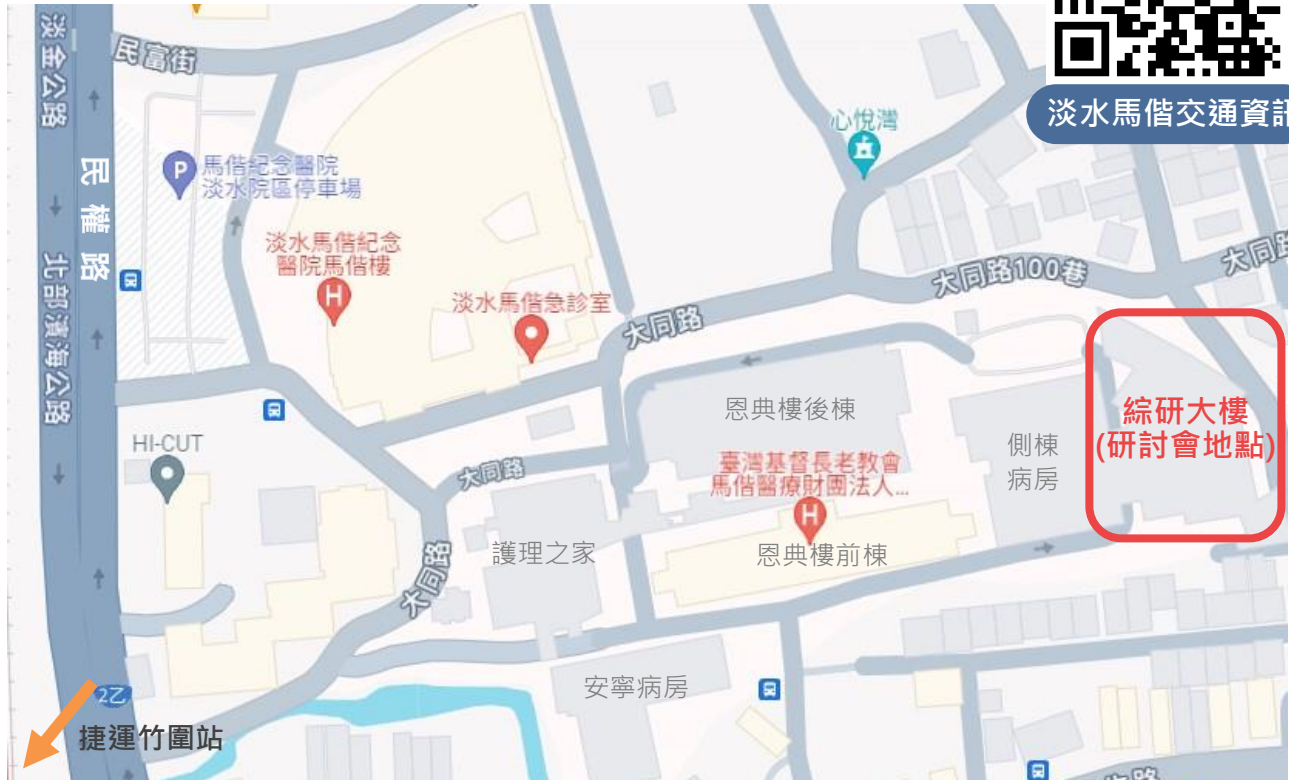 淡金公路
民富街
民權路
北部濱海公路
淡水馬偕交通資訊
心悅灣
P
馬偕紀念醫院
淡水院區停車場
淡水馬偕紀念
醫院馬偕樓
H
淡水馬偕急診室
大同路
大同路100巷
大同路
恩典樓後棟
側棟
病房
綜研大樓
(研討會地點)
HI-CUT
大同路
臺灣基督長老教會
馬偕醫療財團法人...
H
護理之家
恩典樓前棟
大同路
安寧病房
2乙
捷運竹圍站